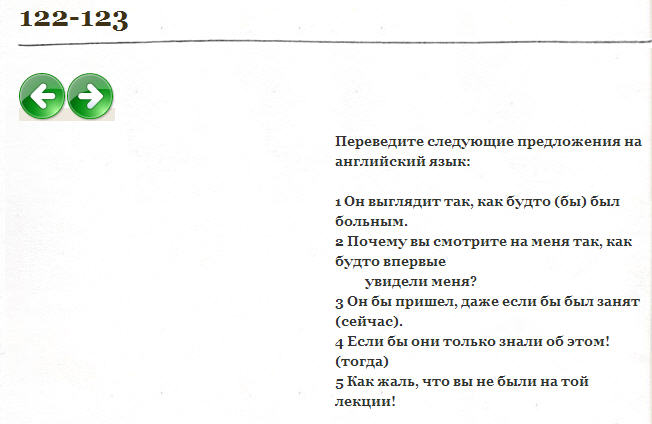 122-123
Переведите следующие предложения на
английский язык:
1 Он выглядит так, как будто (бы) был
больным.
2 Почему вы смотрите на меня так, как
будто впервые
увидели меня?
3 Он бы пришел, даже если бы был занят
(сейчас).
4 Если бы они только знали об этом!
(тогда)
5 Как жаль, что вы не были на той
лекции!